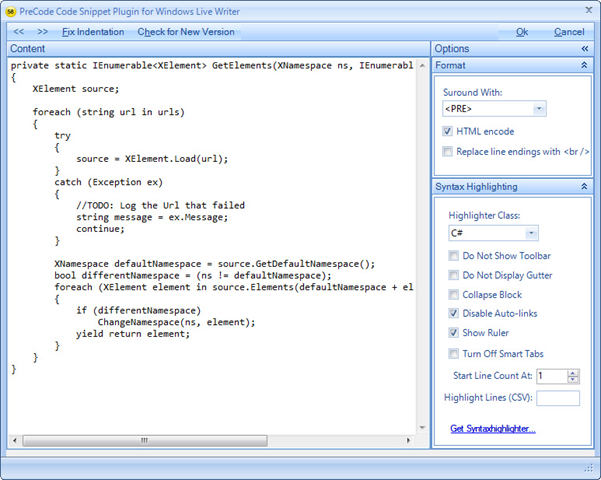 PreCode Code Snippet Plugin for Windows Live Writer
<< >> Fix Indentation Check for New Version Ok Cancel
Content
private static IEnumerable<XElement> GetElements(XNamespace ns, IEnumerabl
{
    XElement source;

    foreach (string url in urls)
    {
        try
        {
            source = XElement.Load(url);
        }
        catch (Exception ex)
        {
            //TODO: Log the Url that failed
            string message = ex.Message;
            continue;
        }

        XNamespace defaultNamespace = source.GetDefaultNamespace();
        bool differentNamespace = (ns != defaultNamespace);
        foreach (XElement element in source.Elements(defaultNamespace + el
        {
            if (differentNamespace)
                ChangeNamespace(ns, element);
            yield return element;
        }
    }
}
Options
Format
Suround With:
<PRE>
HTML encode
Replace line endings with <br />
Syntax Highlighting
Highlighter Class:
C#
Do Not Show Toolbar
Do Not Display Gutter
Collapse Block
Disable Auto-links
Show Ruler
Turn Off Smart Tabs
Start Line Count At: 1
Highlight Lines (CSV):
Get Syntaxhighlighter...